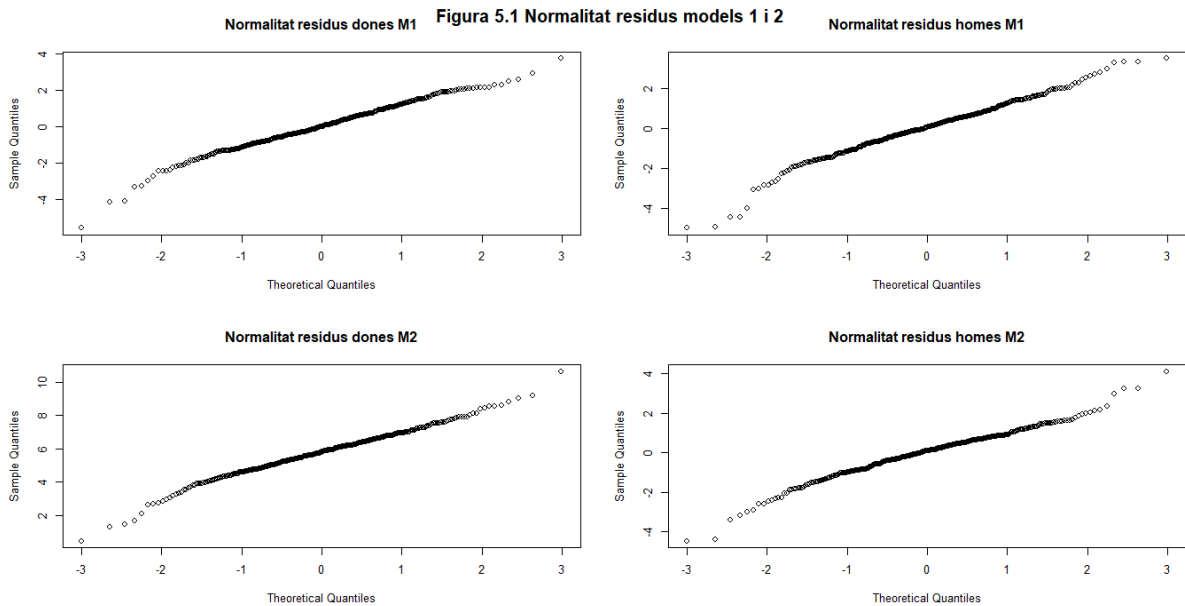 Figura 5.1 Normalitat residus models 1 i 2
Normalitat residus dones M1
Sample Quantiles
4
2
0
-2
-4
-3 -2 -1 0 1 2 3
Theoretical Quantiles
Normalitat residus homes M1
Sample Quantiles
2
0
-2
-4
-3 -2 -1 0 1 2 3
Theoretical Quantiles
Normalitat residus dones M2
Sample Quantiles
10
8
6
4
2
-3 -2 -1 0 1 2 3
Theoretical Quantiles
Normalitat residus homes M2
Sample Quantiles
4
2
0
-2
-4
-3 -2 -1 0 1 2 3
Theoretical Quantiles